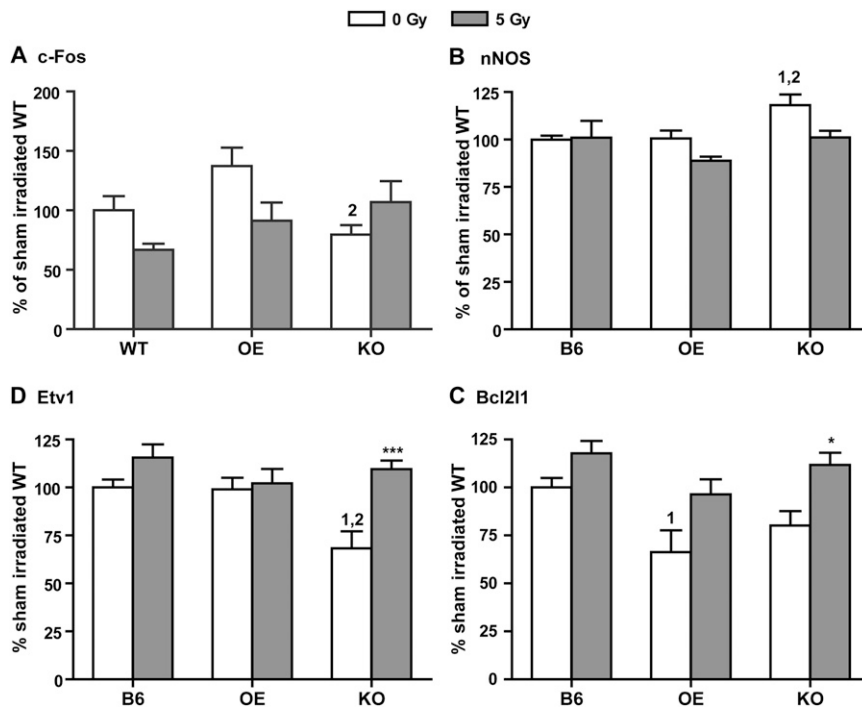 0 Gy 5 Gy
A c-Fos
% of sham irradiated WT
200
150
100
50
0
2
WT OE KO
B nNOS
% of sham irradiated WT
125
100
75
50
25
0
1,2
B6 OE KO
D Etv1
% sham irradiated WT
125
100
75
50
25
0
1,2
***
B6 OE KO
C Bcl2l1
% sham irradiated WT
125
100
75
50
25
0
1
*
B6 OE KO